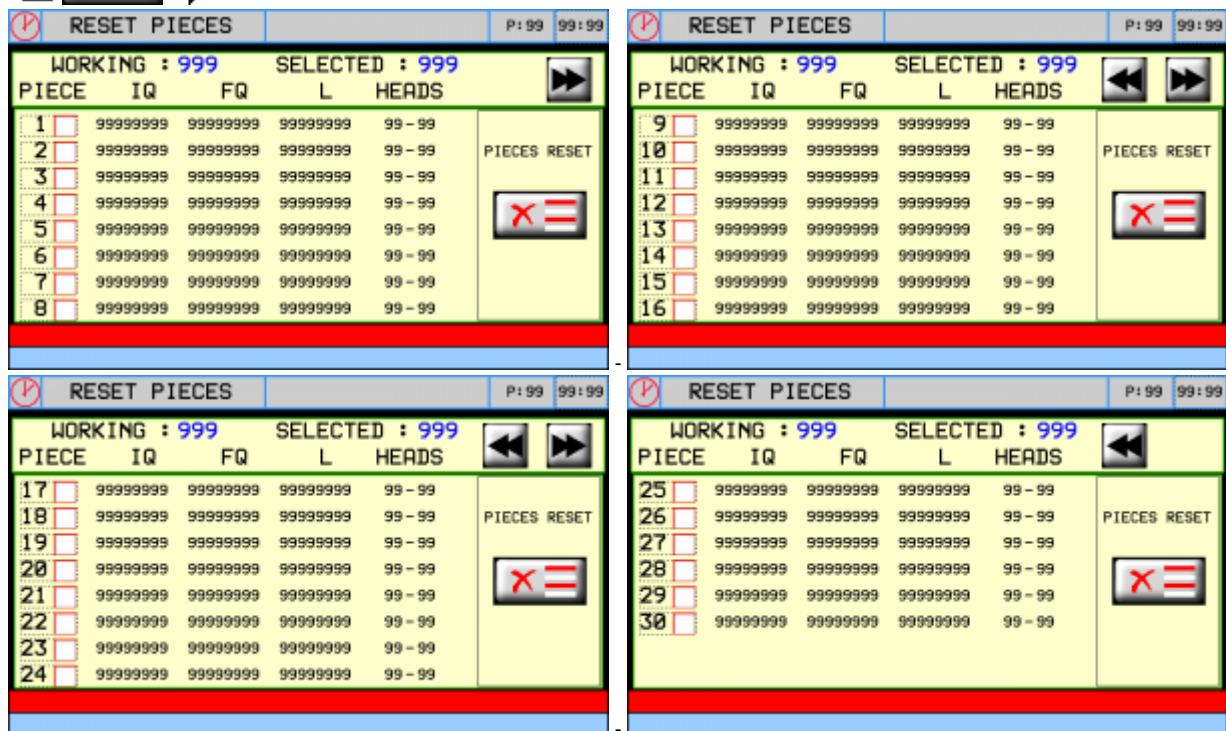 RESET PIECES P:99 99:99
WORKING : 999 SELECTED : 999
PIECE IQ FQ L HEADS
1 99999999 99999999 99999999 99-99
2 99999999 99999999 99999999 99-99
3 99999999 99999999 99999999 99-99
4 99999999 99999999 99999999 99-99
5 99999999 99999999 99999999 99-99
6 99999999 99999999 99999999 99-99
7 99999999 99999999 99999999 99-99
8 99999999 99999999 99999999 99-99
PIECES RESET
-
RESET PIECES P:99 99:99
WORKING : 999 SELECTED : 999
PIECE IQ FQ L HEADS
9 99999999 99999999 99999999 99-99
10 99999999 99999999 99999999 99-99
11 99999999 99999999 99999999 99-99
12 99999999 99999999 99999999 99-99
13 99999999 99999999 99999999 99-99
14 99999999 99999999 99999999 99-99
15 99999999 99999999 99999999 99-99
16 99999999 99999999 99999999 99-99
PIECES RESET
RESET PIECES P:99 99:99
WORKING : 999 SELECTED : 999
PIECE IQ FQ L HEADS
17 99999999 99999999 99999999 99-99
18 99999999 99999999 99999999 99-99
19 99999999 99999999 99999999 99-99
20 99999999 99999999 99999999 99-99
21 99999999 99999999 99999999 99-99
22 99999999 99999999 99999999 99-99
23 99999999 99999999 99999999 99-99
24 99999999 99999999 99999999 99-99
PIECES RESET
-
RESET PIECES P:99 99:99
WORKING : 999 SELECTED : 999
PIECE IQ FQ L HEADS
25 99999999 99999999 99999999 99-99
26 99999999 99999999 99999999 99-99
27 99999999 99999999 99999999 99-99
28 99999999 99999999 99999999 99-99
29 99999999 99999999 99999999 99-99
30 99999999 99999999 99999999 99-99
PIECES RESET